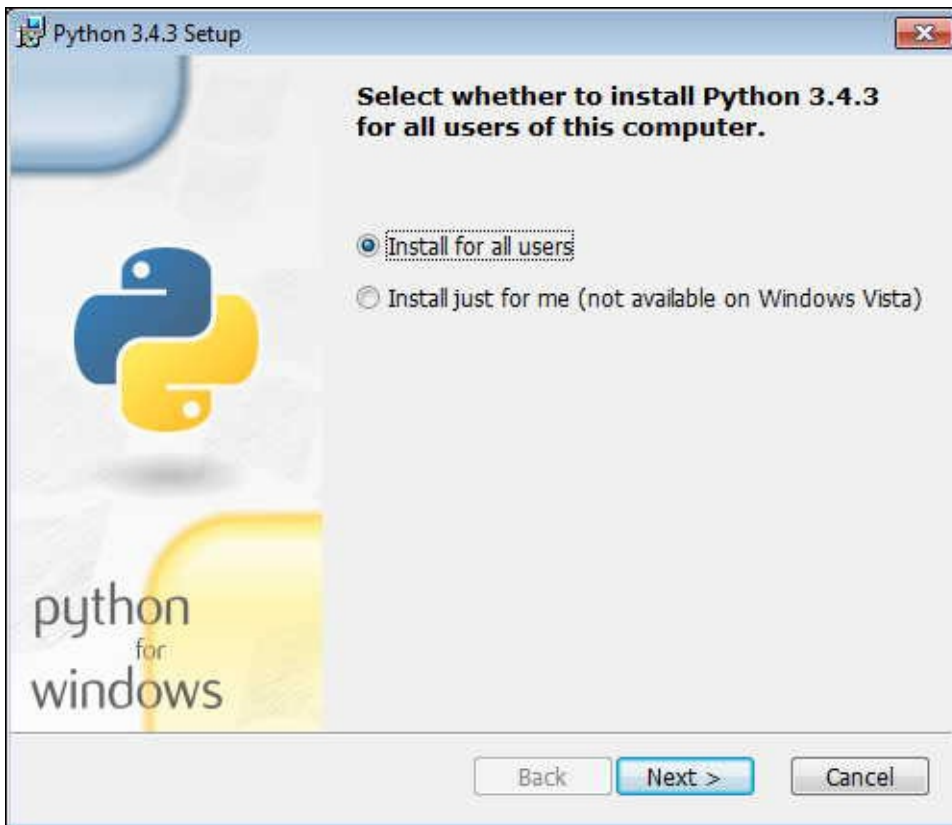 Python 3.4.3 Setup
Select whether to install Python 3.4.3
for all users of this computer.
Install for all users
Install just for me (not available on Windows Vista)
python
for
windows
Back
Next >
Cancel